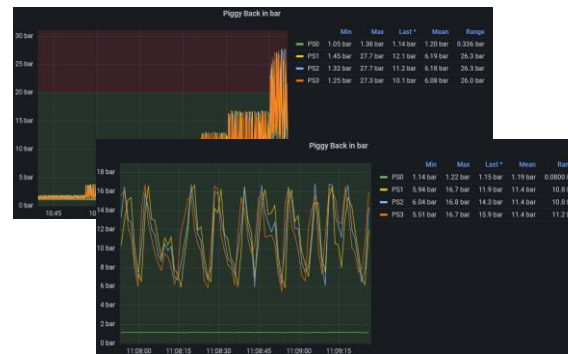 Piggy Back in bar
Min Max Last * Mean Range
PS0 1.05 bar 1.38 bar 1.14 bar 1.20 bar 0.336 bar
PS1 1.45 bar 27.7 bar 12.1 bar 6.19 bar 26.3 bar
PS2 1.32 bar 27.7 bar 11.2 bar 6.18 bar 26.3 bar
PS3 1.25 bar 27.3 bar 10.1 bar 6.08 bar 26.0 bar
30 bar
25 bar
20 bar
15 bar
10 bar
5 bar
0 bar
10:45
Piggy Back in bar
Min Max Last * Mean Range
PS0 1.14 bar 1.22 bar 1.15 bar 1.19 bar 0.0800
PS1 5.94 bar 16.7 bar 11.9 bar 11.4 bar 10.8
PS2 6.04 bar 16.8 bar 14.3 bar 11.4 bar 10.8
PS3 5.51 bar 16.7 bar 15.9 bar 11.4 bar 11.2
18 bar
16 bar
14 bar
12 bar
10 bar
8 bar
6 bar
4 bar
2 bar
0 bar
11:08:00 11:08:15 11:08:30 11:08:45 11:09:00 11:09:15